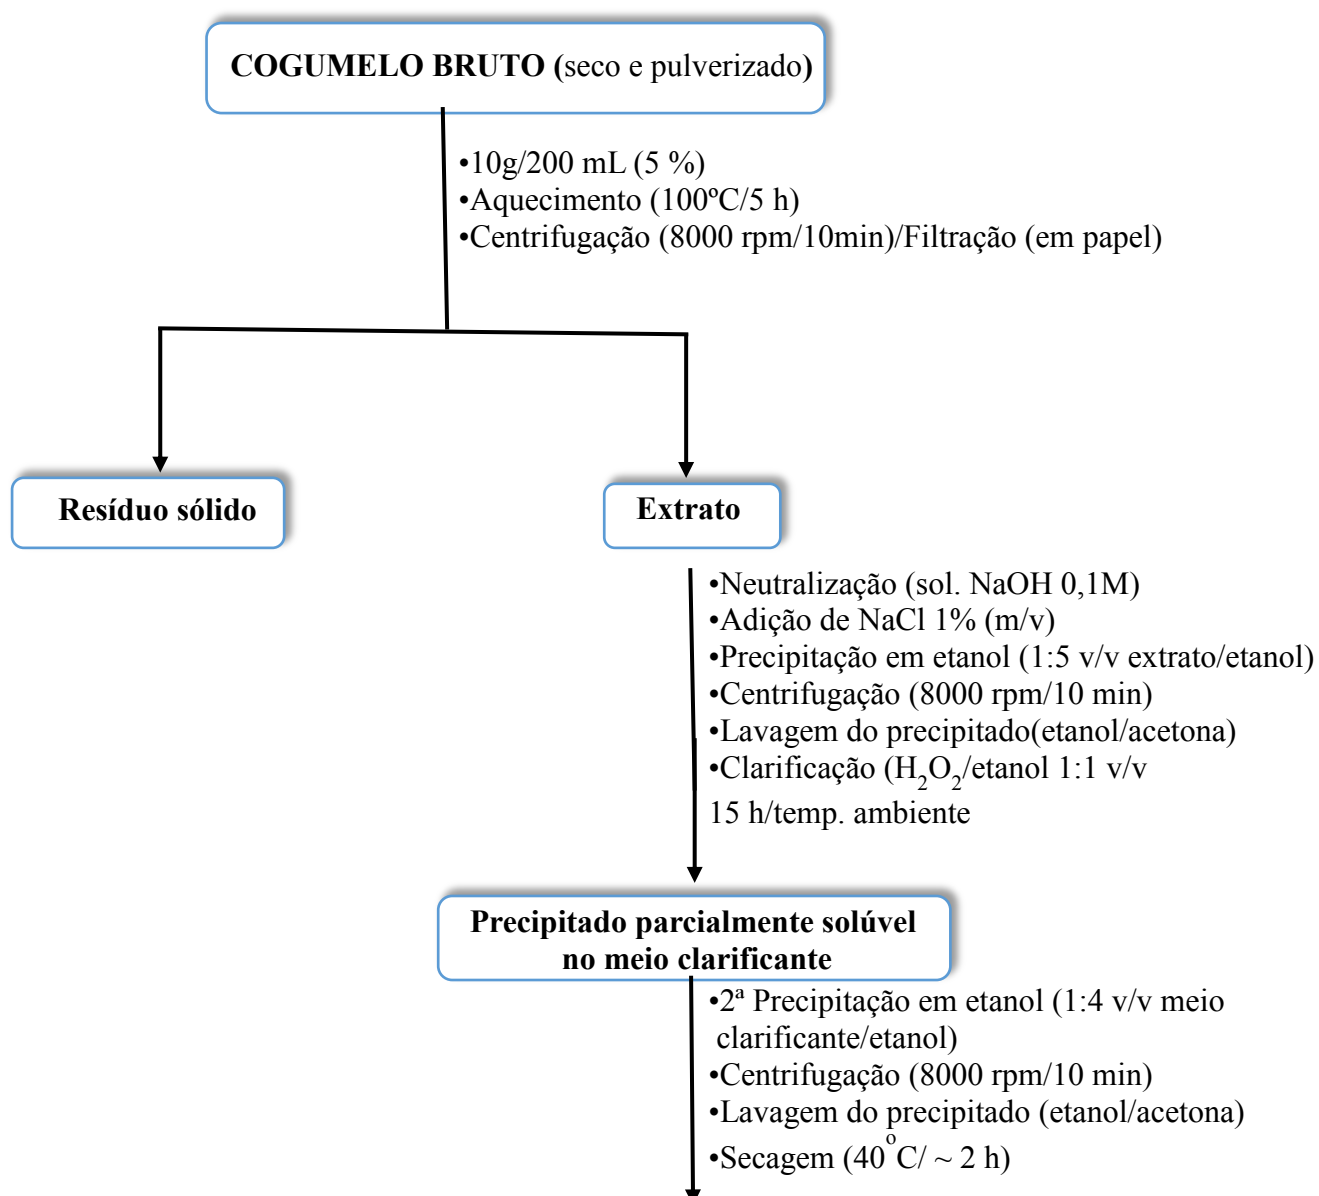 COGUMELO BRUTO (seco e pulverizado)
•10g/200 mL (5 %)
•Aquecimento (100ºC/5 h)
•Centrifugação (8000 rpm/10min)/Filtração (em papel)
Resíduo sólido
Extrato
•Neutralização (sol. NaOH 0,1M)
•Adição de NaCl 1% (m/v)
•Precipitação em etanol (1:5 v/v extrato/etanol)
•Centrifugação (8000 rpm/10 min)
•Lavagem do precipitado(etanol/acetona)
•Clarificação (H₂O₂/etanol 1:1 v/v
15 h/temp. ambiente
Precipitado parcialmente solúvel
no meio clarificante
•2ª Precipitação em etanol (1:4 v/v meio
clarificante/etanol)
•Centrifugação (8000 rpm/10 min)
•Lavagem do precipitado (etanol/acetona)
•Secagem (40°C/ ~ 2 h)